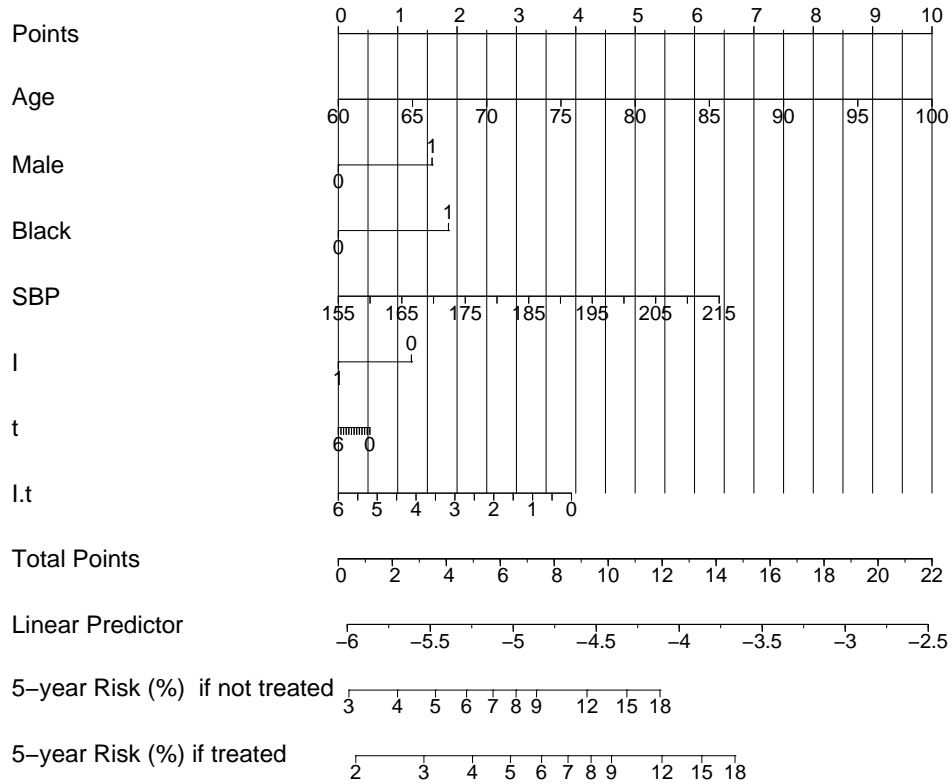 Points 0 1 2 3 4 5 6 7 8 9 10
Age 60 65 70 75 80 85 90 95 100
Male 0 1
Black 0 1
SBP 155 165 175 185 195 205 215
I 1 0
t 6 0
I.t 6 5 4 3 2 1 0
Total Points 0 2 4 6 8 10 12 14 16 18 20 22
Linear Predictor −6 −5.5 −5 −4.5 −4 −3.5 −3 −2.5
5−year Risk (%) if not treated 3 4 5 6 7 8 9 12 15 18
5−year Risk (%) if treated 2 3 4 5 6 7 8 9 12 15 18